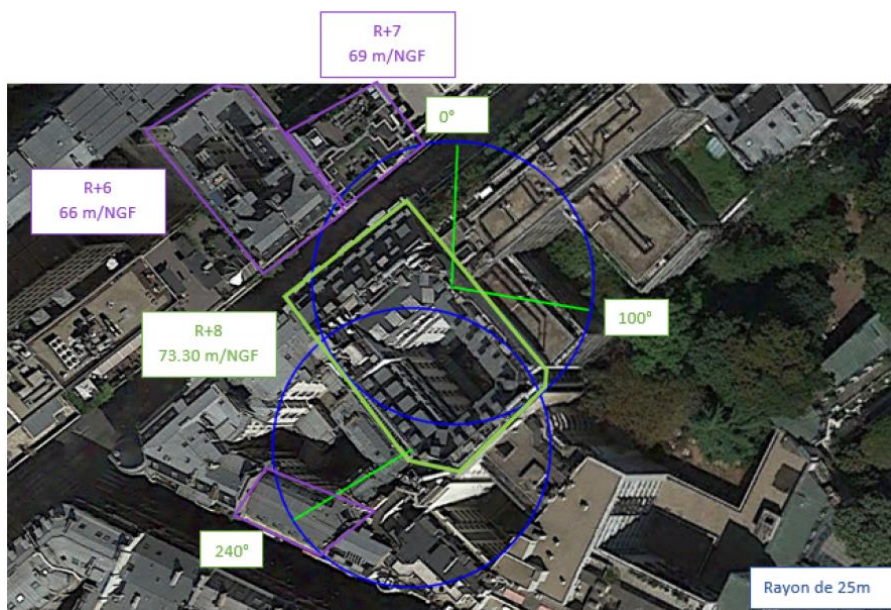 R+7
69 m/NGF
0°
R+6
66 m/NGF
R+8
73.30 m/NGF
100°
240°
Rayon de 25m